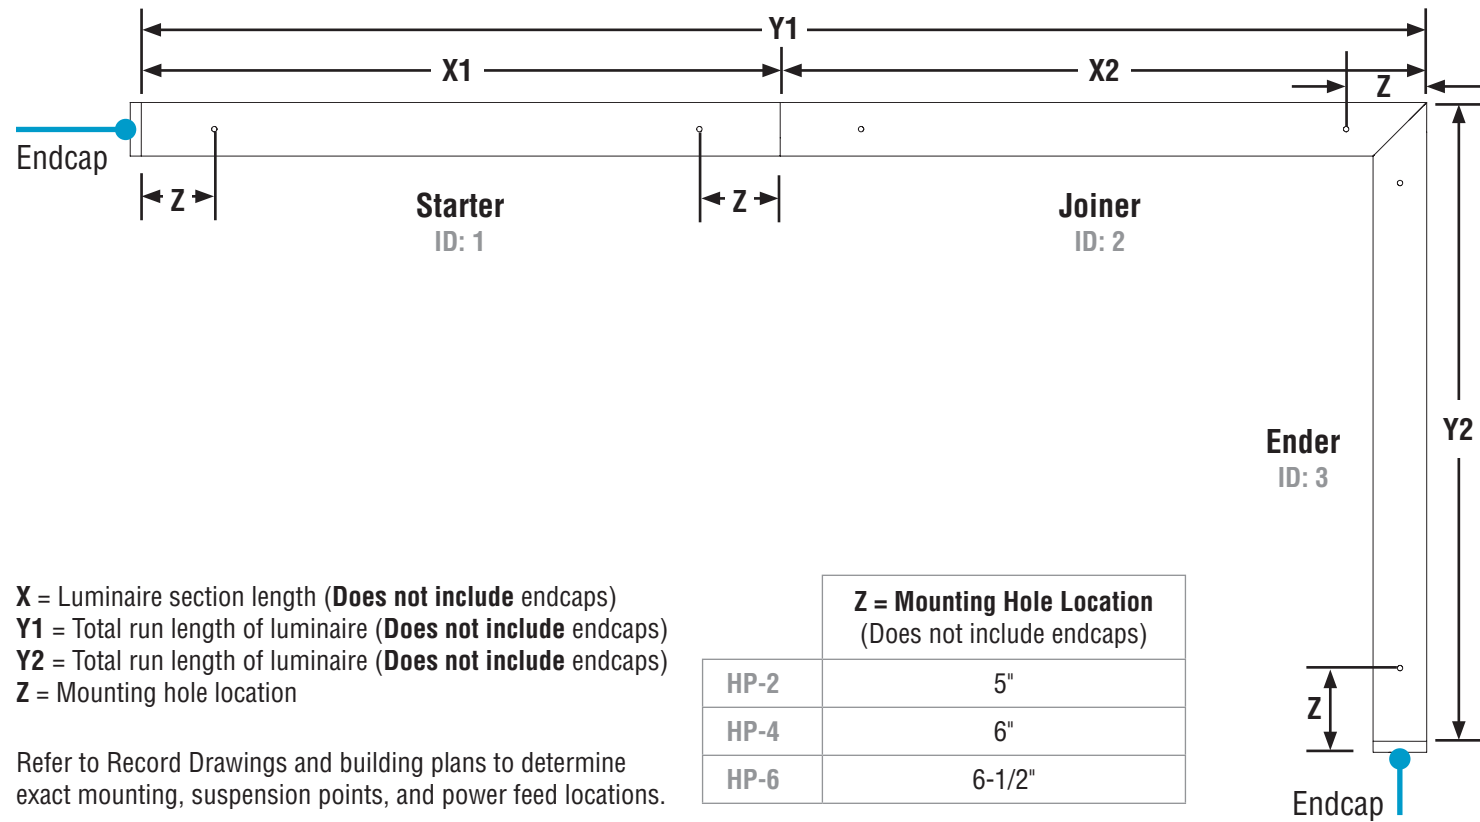 Y1
X1
X2
Z
Endcap
Z
Z
Starter
ID: 1
Joiner
ID: 2
Ender
ID: 3
Y2
Z
Endcap
X = Luminaire section length (Does not include endcaps)
Y1 = Total run length of luminaire (Does not include endcaps)
Y2 = Total run length of luminaire (Does not include endcaps)
Z = Mounting hole location
Refer to Record Drawings and building plans to determine
exact mounting, suspension points, and power feed locations.
Z = Mounting Hole Location
(Does not include endcaps)
HP-2 5"
HP-4 6"
HP-6 6-1/2"